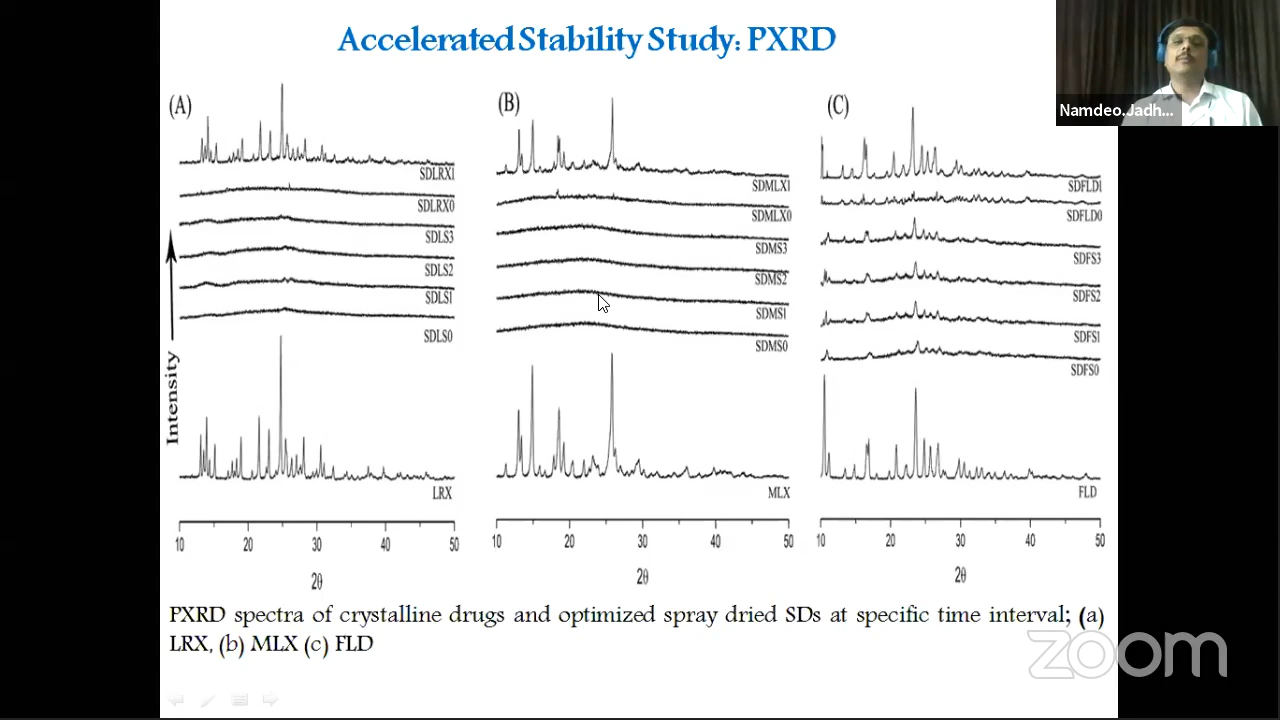 Accelerated Stability Study: PXRD
Namdeo.Jadh...
(A)
SDLRX1
SDLRX0
SDLS3
SDLS2
SDLS1
SDLS0
LRX
10 20 30 40 50
2θ
(B)
SDMLX1
SDMLX0
SDMS3
SDMS2
SDMS1
SDMS0
MLX
10 20 30 40 50
2θ
(C)
SDFLD1
SDFLD0
SDFS3
SDFS2
SDFS1
SDFS0
FLD
10 20 30 40 50
2θ
Intensity
PXRD spectra of crystalline drugs and optimized spray dried SDs at specific time interval; (a)
LRX, (b) MLX (c) FLD
zoom